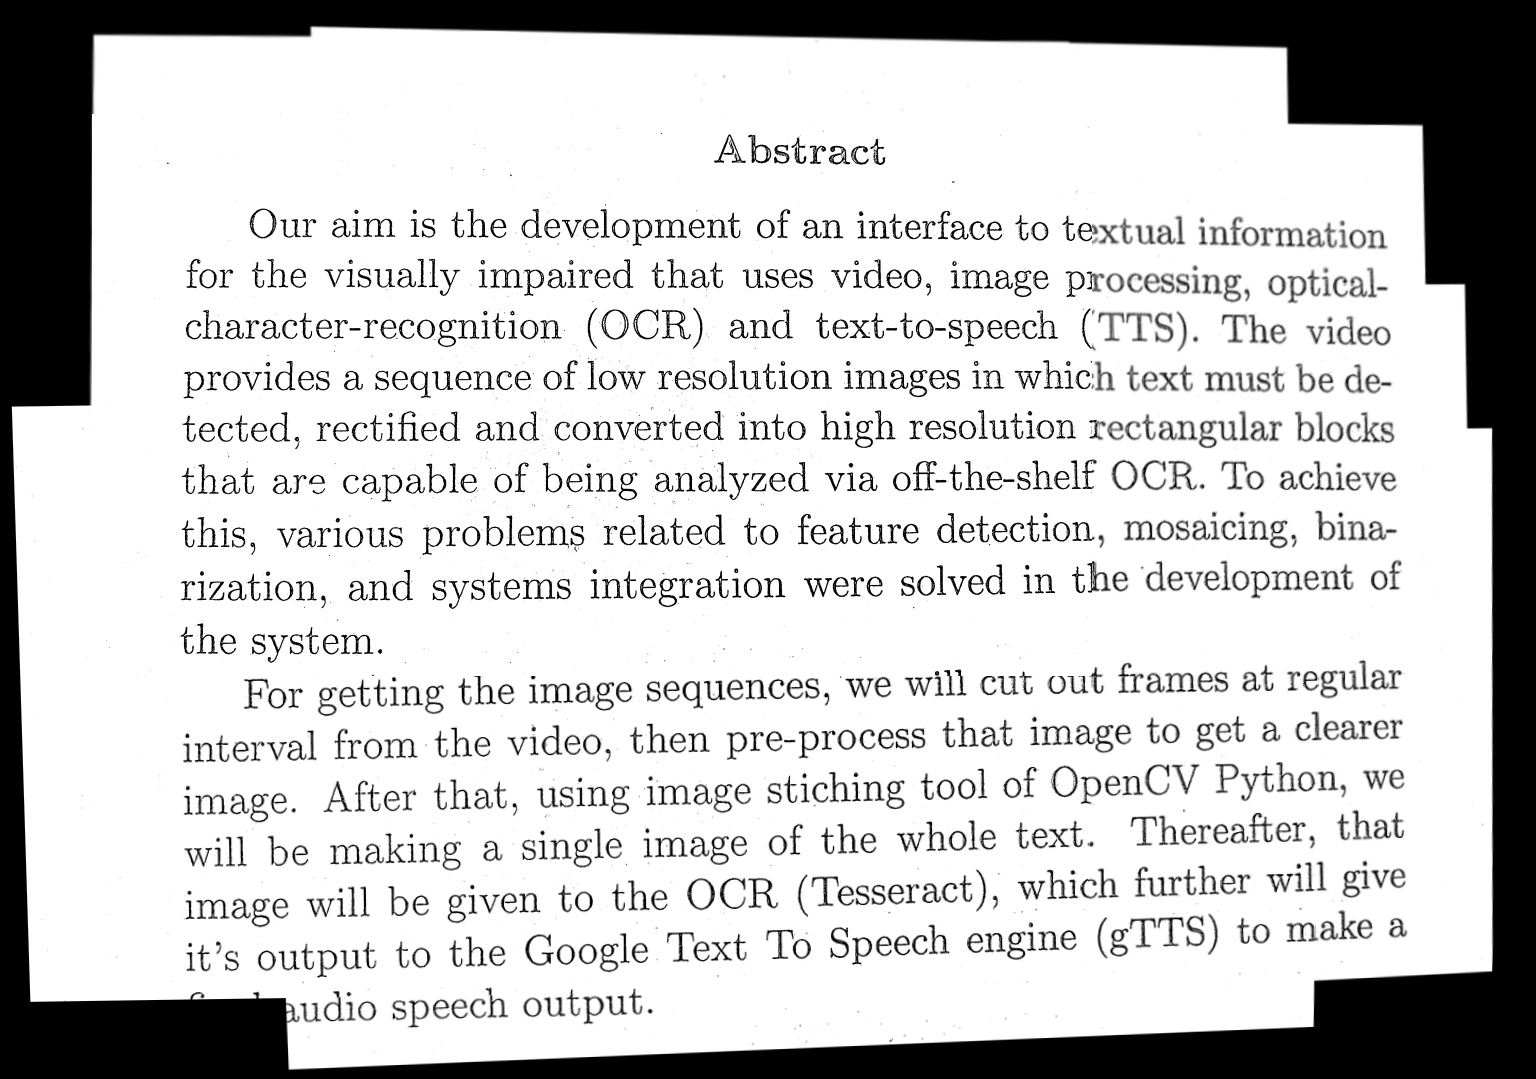 Abstract
Our aim is the development of an interface to textual information
for the visually impaired that uses video, image processing, optical-
character-recognition (OCR) and text-to-speech (TTS). The video
provides a sequence of low resolution images in which text must be de-
tected, rectified and converted into high resolution rectangular blocks
that are capable of being analyzed via off-the-shelf OCR. To achieve
this, various problems related to feature detection, mosaicing, bina-
rization, and systems integration were solved in the development of
the system.
For getting the image sequences, we will cut out frames at regular
interval from the video, then pre-process that image to get a clearer
image. After that, using image stiching tool of OpenCV Python, we
will be making a single image of the whole text. Thereafter, that
image will be given to the OCR (Tesseract), which further will give
it's output to the Google Text To Speech engine (gTTS) to make a
audio speech output.